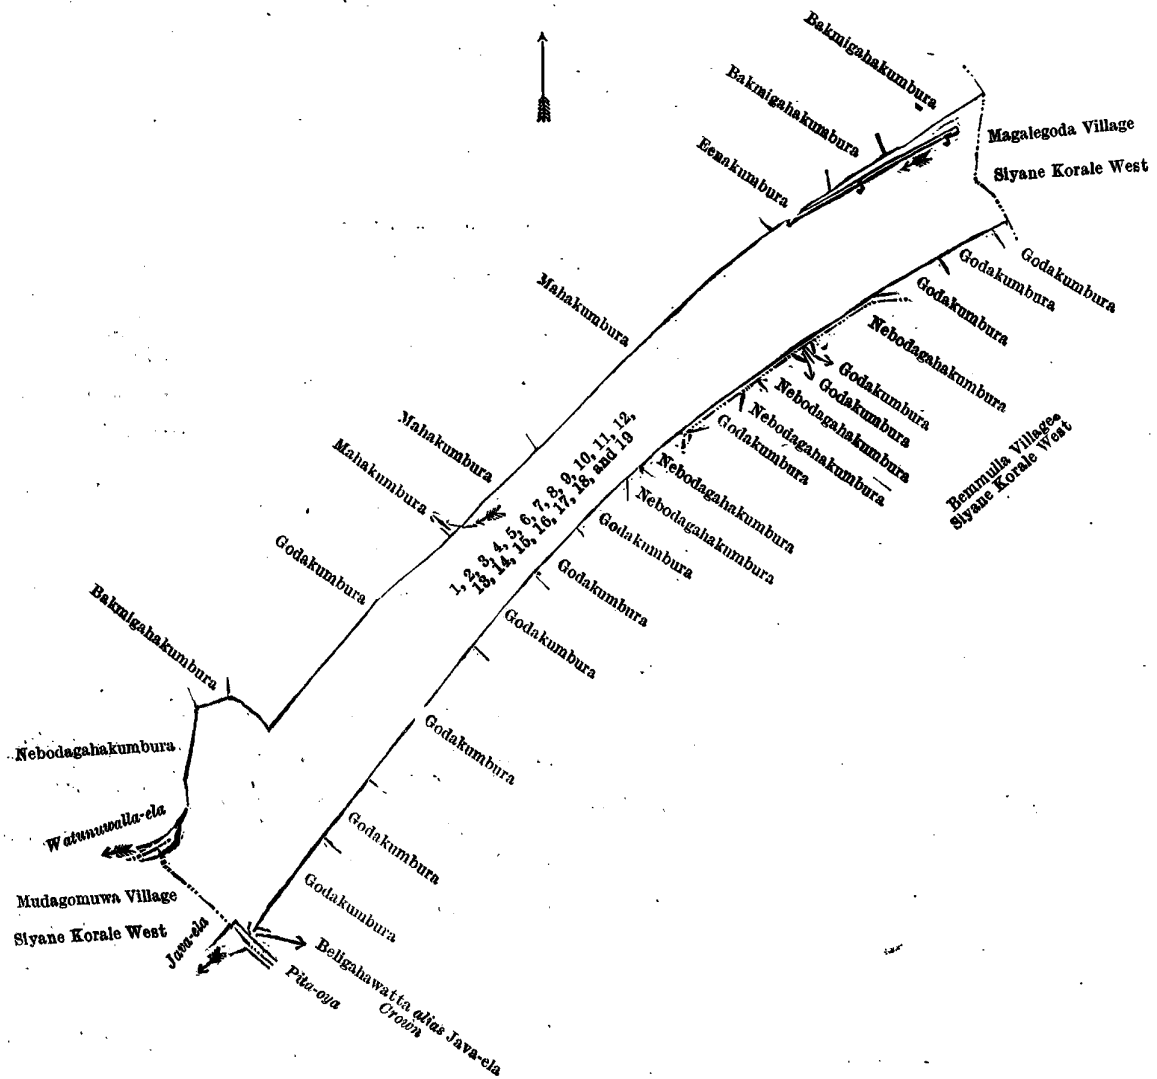 Bakmigahakumbura
Bakmigahakumbura
Eenakumbura
Magalegoda Village
Siyane Korale West
Godakumbura
Godakumbura
Godakumbura
Nebodagahakumbura
Godakumbura
Godakumbura
Nebodagahakumbura
Nebodagahakumbura
Godakumbura
Nebodagahakumbura
Nebodagahakumbura
Godakumbura
Godakumbura
Godakumbura
Godakumbura
Godakumbura
Godakumbura
Bemmulla Village
Siyane Korale West
Mahakumbura
Mahakumbura
Mahakumbura
Godakumbura
1, 2, 3, 4, 5, 6, 7, 8, 9, 10, 11, 12,
13, 14, 15, 16, 17, 18, and 19
Bakmigahakumbura
Nebodagahakumbura
Watunuwalla-ela
Mudagomuwa Village
Siyane Korale West
Java-ela
Pita-oya
Crown
Beligahawatta alias Java-ela